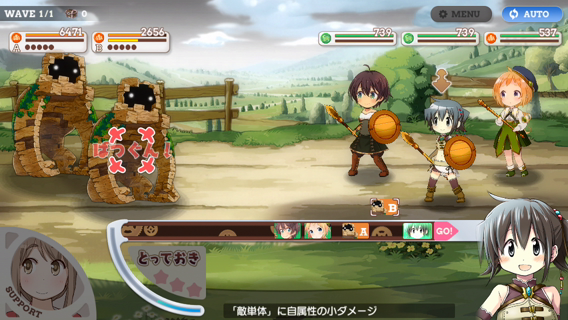 WAVE 1/1
0
MENU
AUTO
6471
A
2656
B
739
739
537
ばつぐん!
B
A
GO!
とっておき
SUPPORT
「敵単体」に自属性の小ダメージ